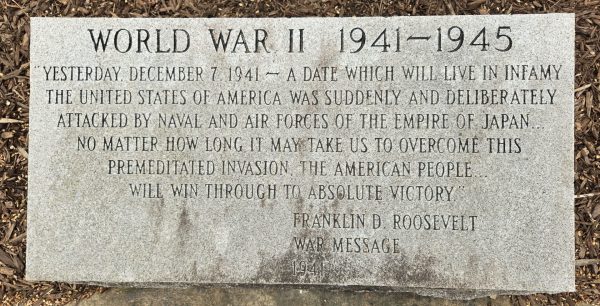 WORLD WAR II 1941–1945
"YESTERDAY, DECEMBER 7, 1941 – A DATE WHICH WILL LIVE IN INFAMY
THE UNITED STATES OF AMERICA WAS SUDDENLY AND DELIBERATELY
ATTACKED BY NAVAL AND AIR FORCES OF THE EMPIRE OF JAPAN...
NO MATTER HOW LONG IT MAY TAKE US TO OVERCOME THIS
PREMEDITATED INVASION, THE AMERICAN PEOPLE...
WILL WIN THROUGH TO ABSOLUTE VICTORY"
FRANKLIN D. ROOSEVELT
WAR MESSAGE
1941